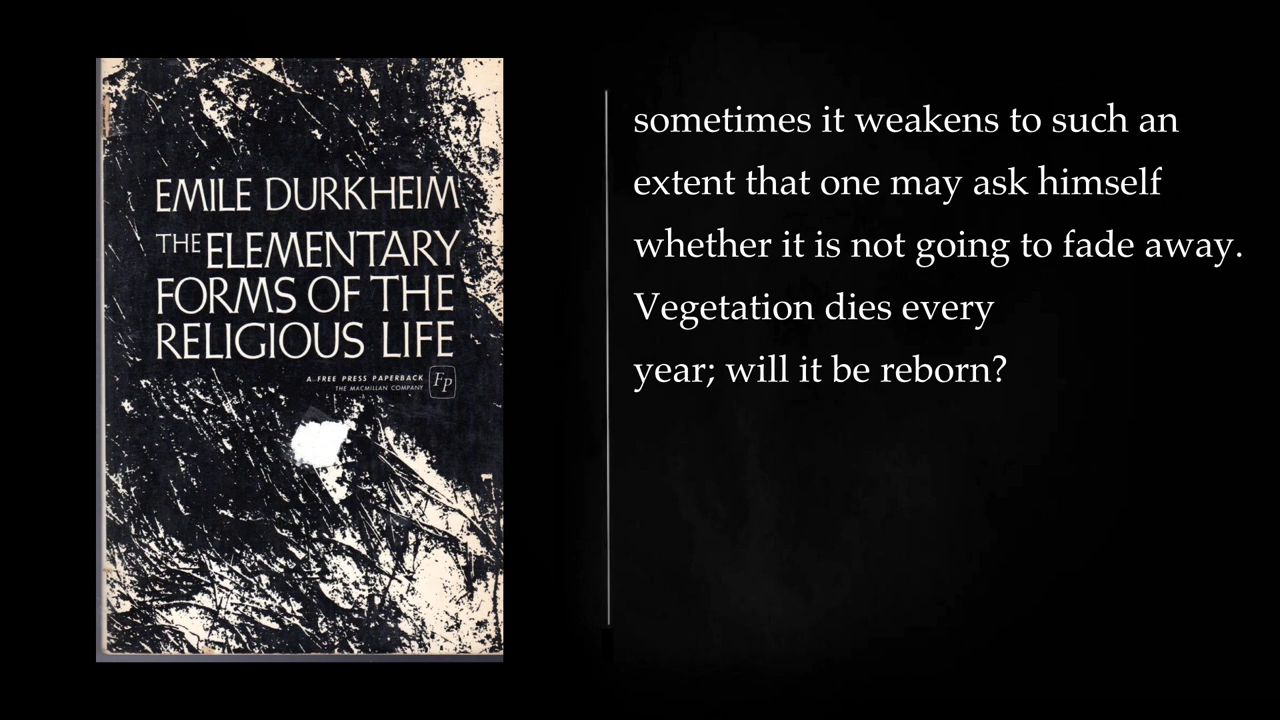 EMILE DURKHEIM
THE ELEMENTARY
FORMS OF THE
RELIGIOUS LIFE
A FREE PRESS PAPERBACK
THE MACMILLAN COMPANY
FP
sometimes it weakens to such an
extent that one may ask himself
whether it is not going to fade away.
Vegetation dies every
year; will it be reborn?